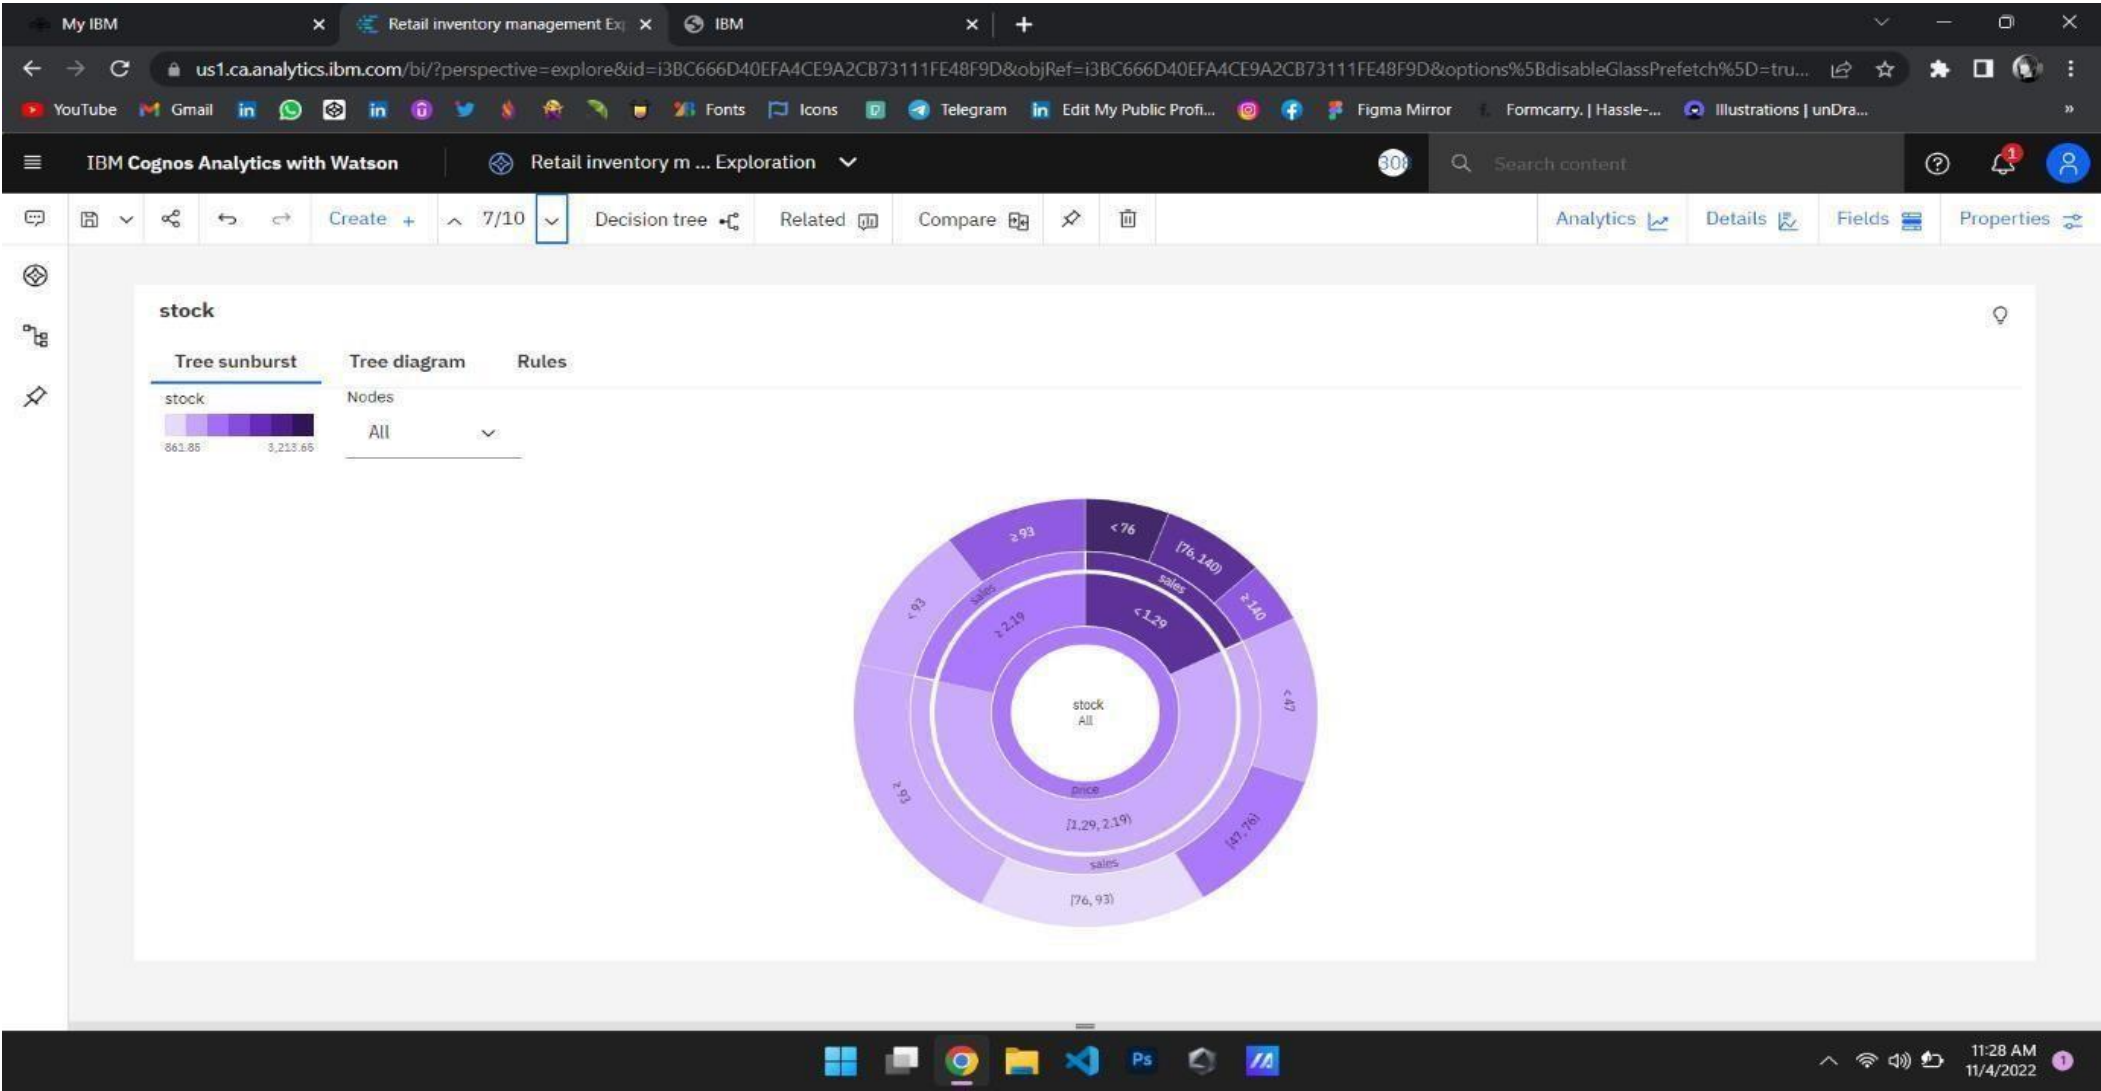 My IBM
Retail inventory management Ex
IBM
us1.ca.analytics.ibm.com/bi/?perspective=explore&id=i3BC666D40EFA4CE9A2CB73111FE48F9D&objRef=i3BC666D40EFA4CE9A2CB73111FE48F9D&options%5BdisableGlassPrefetch%5D=tru...
YouTube Gmail Fonts Icons Telegram Edit My Public Profi... Figma Mirror Formcarry. | Hassle-... Illustrations | unDra... »
IBM Cognos Analytics with Watson Retail inventory m ... Exploration 308 Search content 1
Create + 7/10 Decision tree Related Compare Analytics Details Fields Properties
stock
Tree sunburst Tree diagram Rules
stock Nodes
All
861.85 3,213.65
≥ 93
< 76
[76, 140)
≥ 140
sales
sales
< 93
≥ 2.19
< 1.29
< 47
stock
All
≥ 93
price
[1.29, 2.19)
[47, 76)
sales
[76, 93)
Ps
11:28 AM
11/4/2022
1